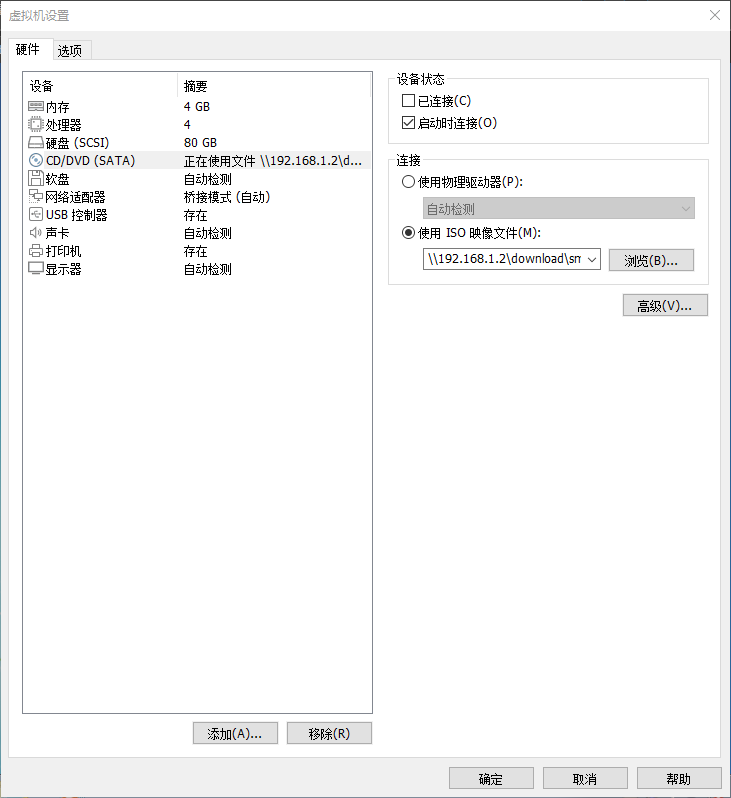 虚拟机设置
硬件 选项
设备 摘要
内存 4 GB
处理器 4
硬盘 (SCSI) 80 GB
CD/DVD (SATA) 正在使用文件 \\192.168.1.2\d...
软盘 自动检测
网络适配器 桥接模式 (自动)
USB 控制器 存在
声卡 自动检测
打印机 存在
显示器 自动检测
添加(A)... 移除(R)
设备状态
已连接(C)
启动时连接(O)
连接
使用物理驱动器(P):
自动检测
使用 ISO 映像文件(M):
\\192.168.1.2\download\sm 浏览(B)...
高级(V)...
确定 取消 帮助